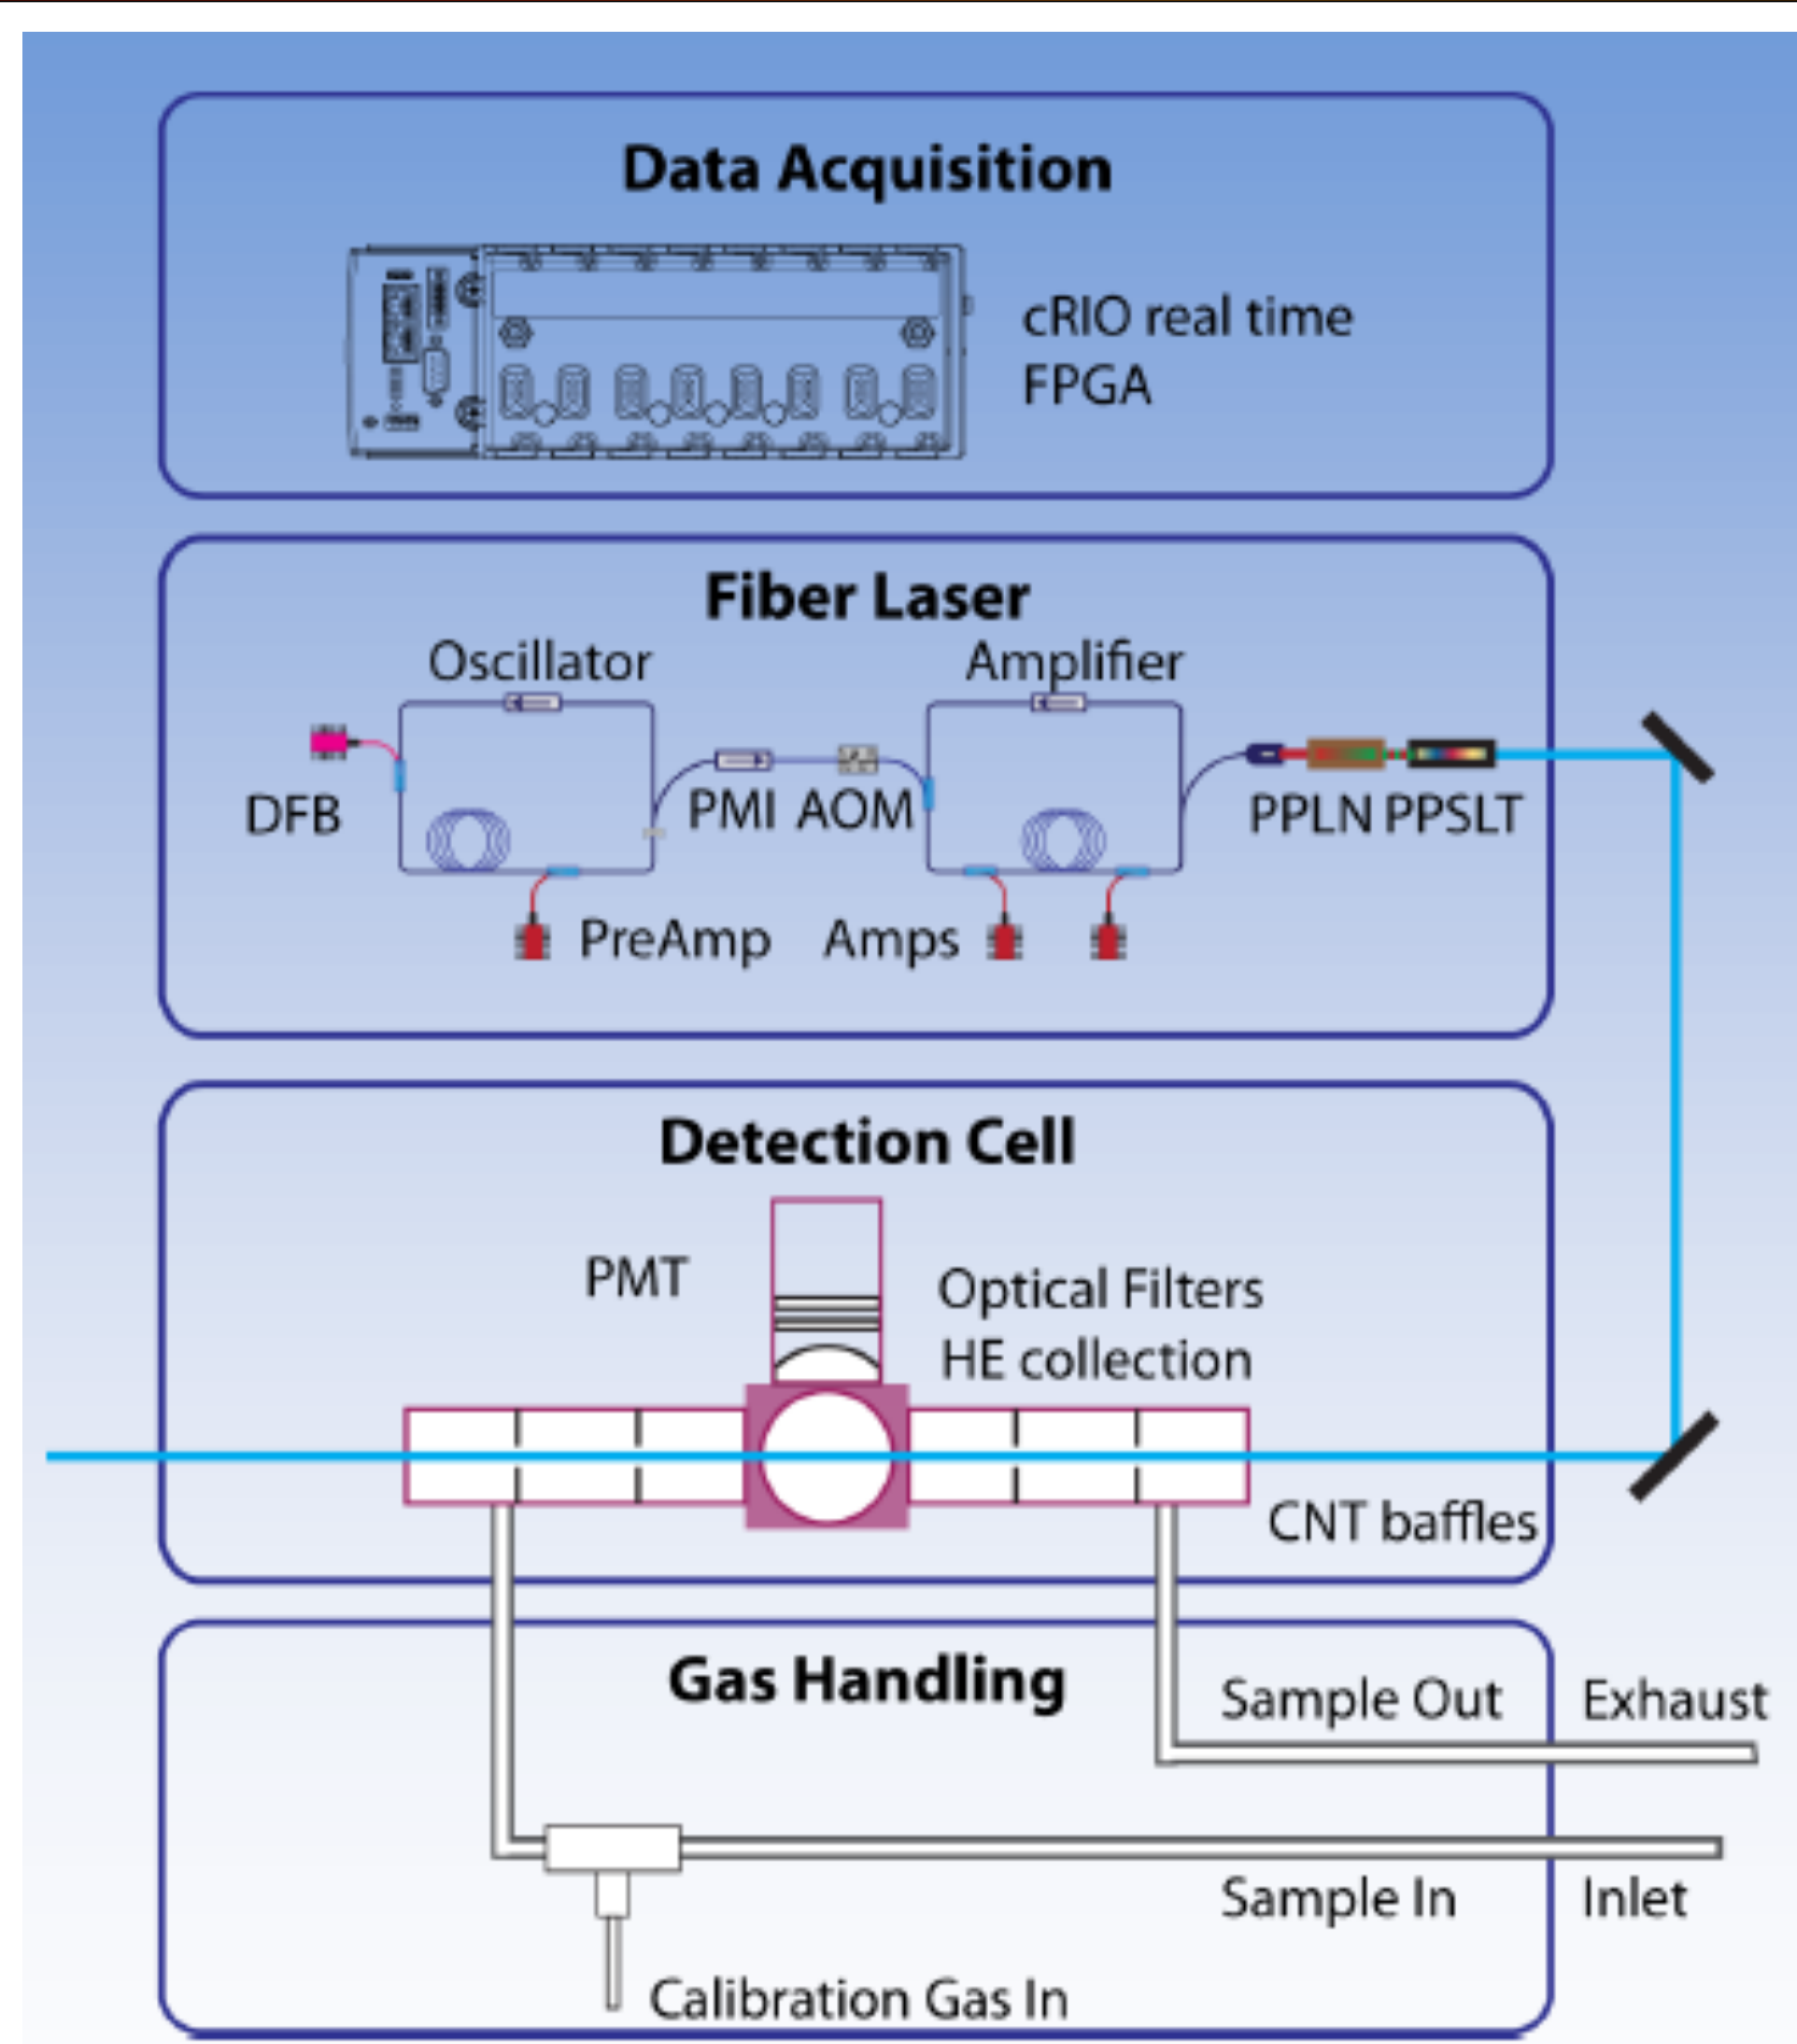 Data Acquisition
cRIO real time
FPGA
Fiber Laser
Oscillator
Amplifier
DFB
PMI AOM
PPLN PPSLT
PreAmp
Amps
Detection Cell
PMT
Optical Filters
HE collection
CNT baffles
Gas Handling
Sample Out
Exhaust
Sample In
Inlet
Calibration Gas In